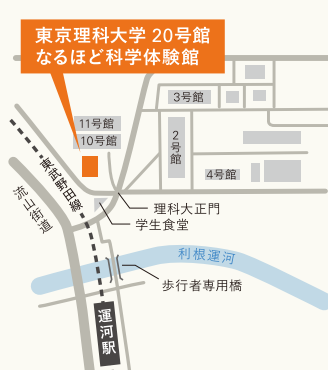 東京理科大学 20号館
なるほど科学体験館
3号館
11号館
10号館
2号館
4号館
東武野田線
流山街道
理科大正門
学生食堂
利根運河
歩行者専用橋
運河駅